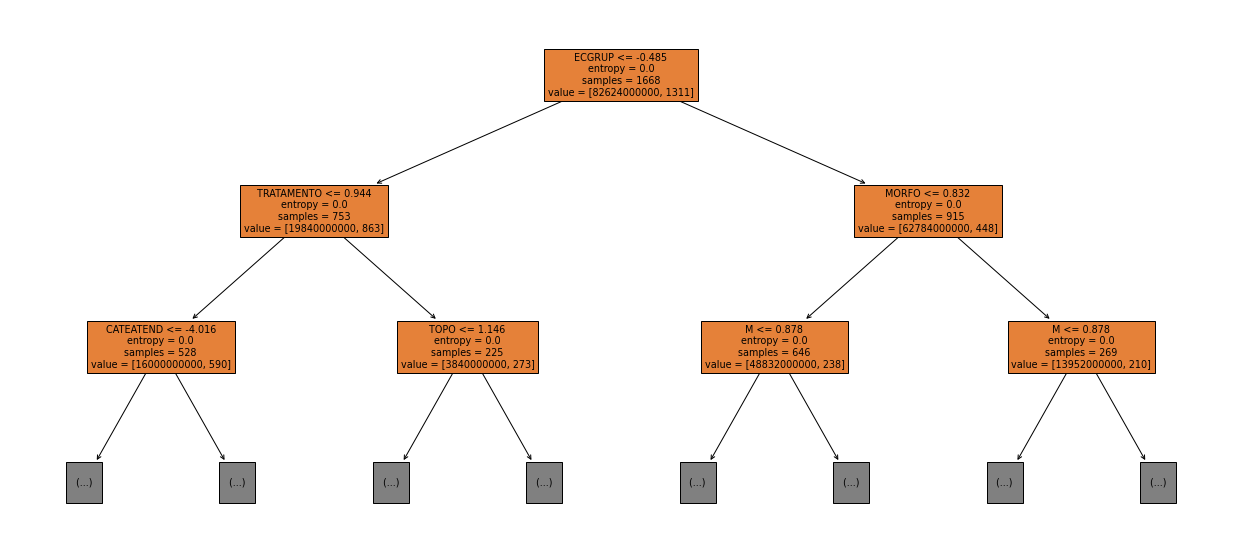 ECGRUP <= -0.485
entropy = 0.0
samples = 1668
value = [82624000000, 1311]
TRATAMENTO <= 0.944
entropy = 0.0
samples = 753
value = [19840000000, 863]
MORFO <= 0.832
entropy = 0.0
samples = 915
value = [62784000000, 448]
CATEATEND <= -4.016
entropy = 0.0
samples = 528
value = [16000000000, 590]
TOPO <= 1.146
entropy = 0.0
samples = 225
value = [3840000000, 273]
M <= 0.878
entropy = 0.0
samples = 646
value = [48832000000, 238]
M <= 0.878
entropy = 0.0
samples = 269
value = [13952000000, 210]
(...)
(...)
(...)
(...)
(...)
(...)
(...)
(...)